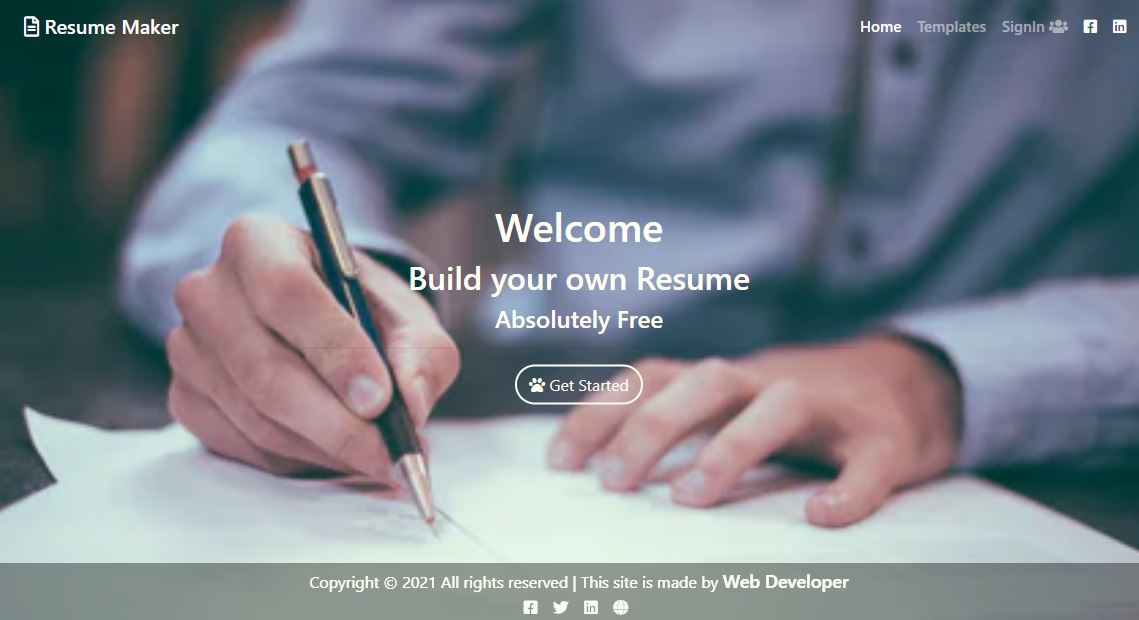 Resume Maker
Home Templates SignIn
Welcome
Build your own Resume
Absolutely Free
Get Started
Copyright © 2021 All rights reserved | This site is made by Web Developer